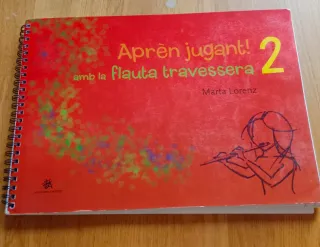 Aprèn jugant!
amb la flauta travessera 2
Marta Lorenz